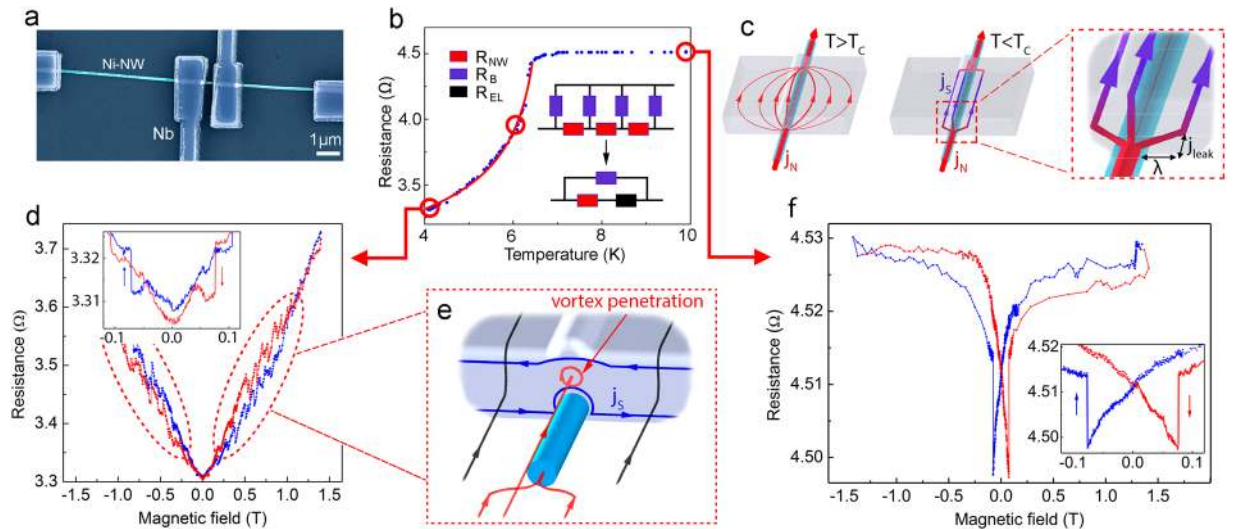 a
Ni-NW
Nb
1µm
b
Resistance (Ω)
4.5
4.0
3.5
R_NW
R_B
R_EL
4
6
8
10
Temperature (K)
c
T>T_C
j_N
T<T_C
j_S
j_N
j_leak
λ
d
Resistance (Ω)
3.7
3.6
3.5
3.4
3.3
3.32
3.31
-0.1
0.0
0.1
-1.5
-1.0
-0.5
0.0
0.5
1.0
1.5
Magnetic field (T)
e
vortex penetration
j_S
f
Resistance (Ω)
4.53
4.52
4.51
4.50
4.52
4.51
4.50
-0.1
0.0
0.1
-1.5
-1.0
-0.5
0.0
0.5
1.0
1.5
Magnetic field (T)